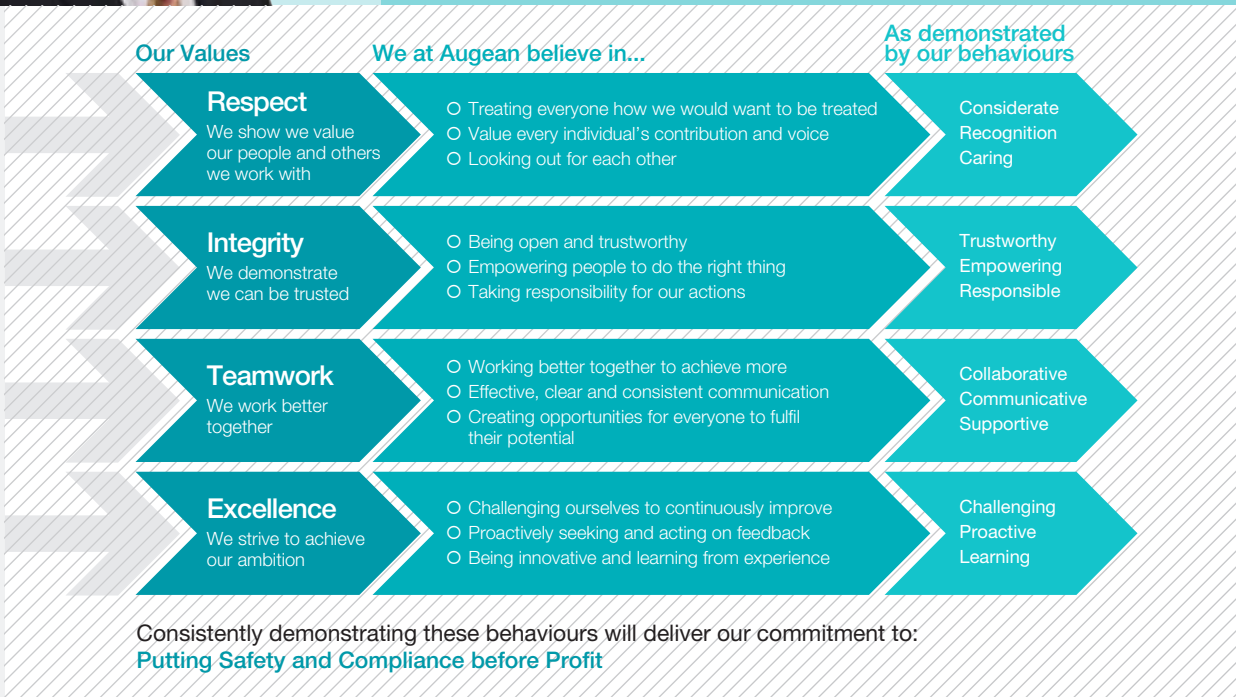 Our Values
We at Augean believe in...
As demonstrated
by our behaviours
Respect
We show we value
our people and others
we work with
O Treating everyone how we would want to be treated
O Value every individual's contribution and voice
O Looking out for each other
Considerate
Recognition
Caring
Integrity
We demonstrate
we can be trusted
O Being open and trustworthy
O Empowering people to do the right thing
O Taking responsibility for our actions
Trustworthy
Empowering
Responsible
Teamwork
We work better
together
O Working better together to achieve more
O Effective, clear and consistent communication
O Creating opportunities for everyone to fulfil
their potential
Collaborative
Communicative
Supportive
Excellence
We strive to achieve
our ambition
O Challenging ourselves to continuously improve
O Proactively seeking and acting on feedback
O Being innovative and learning from experience
Challenging
Proactive
Learning
Consistently demonstrating these behaviours will deliver our commitment to:
Putting Safety and Compliance before Profit